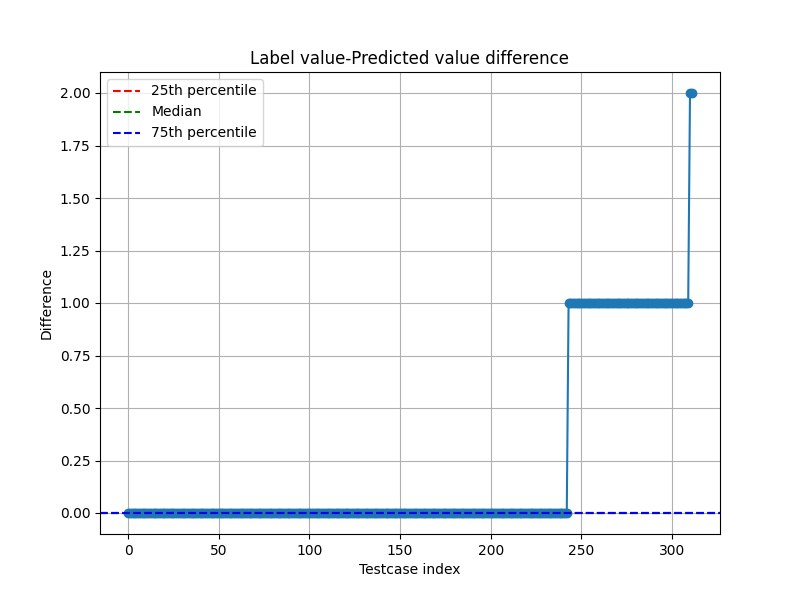 Label value-Predicted value difference
25th percentile
Median
75th percentile
2.00
1.75
1.50
1.25
1.00
0.75
0.50
0.25
0.00
Difference
0 50 100 150 200 250 300
Testcase index